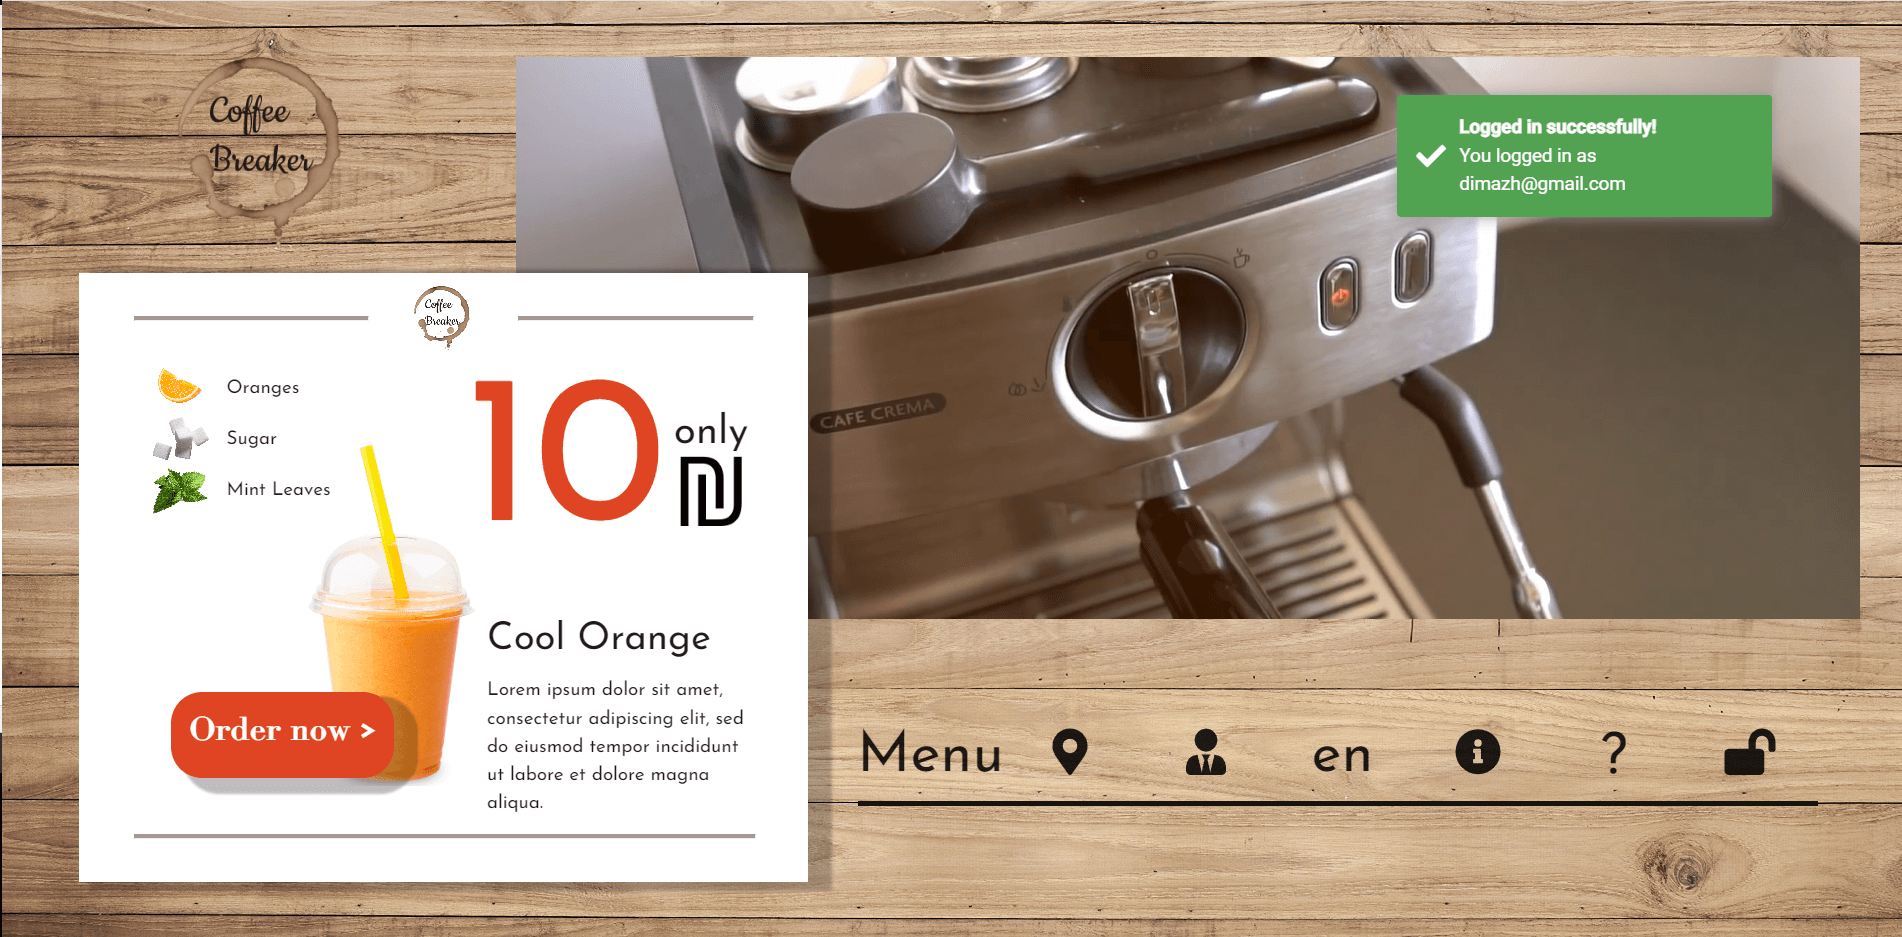 Coffee
Breaker
Logged in successfully!
You logged in as
dimazh@gmail.com
Coffee
Breaker
Oranges
Sugar
Mint Leaves
10
only
₪
CAFE CREMA
Cool Orange
Lorem ipsum dolor sit amet,
consectetur adipiscing elit, sed
do eiusmod tempor incididunt
ut labore et dolore magna
aliqua.
Order now >
Menu
en
?